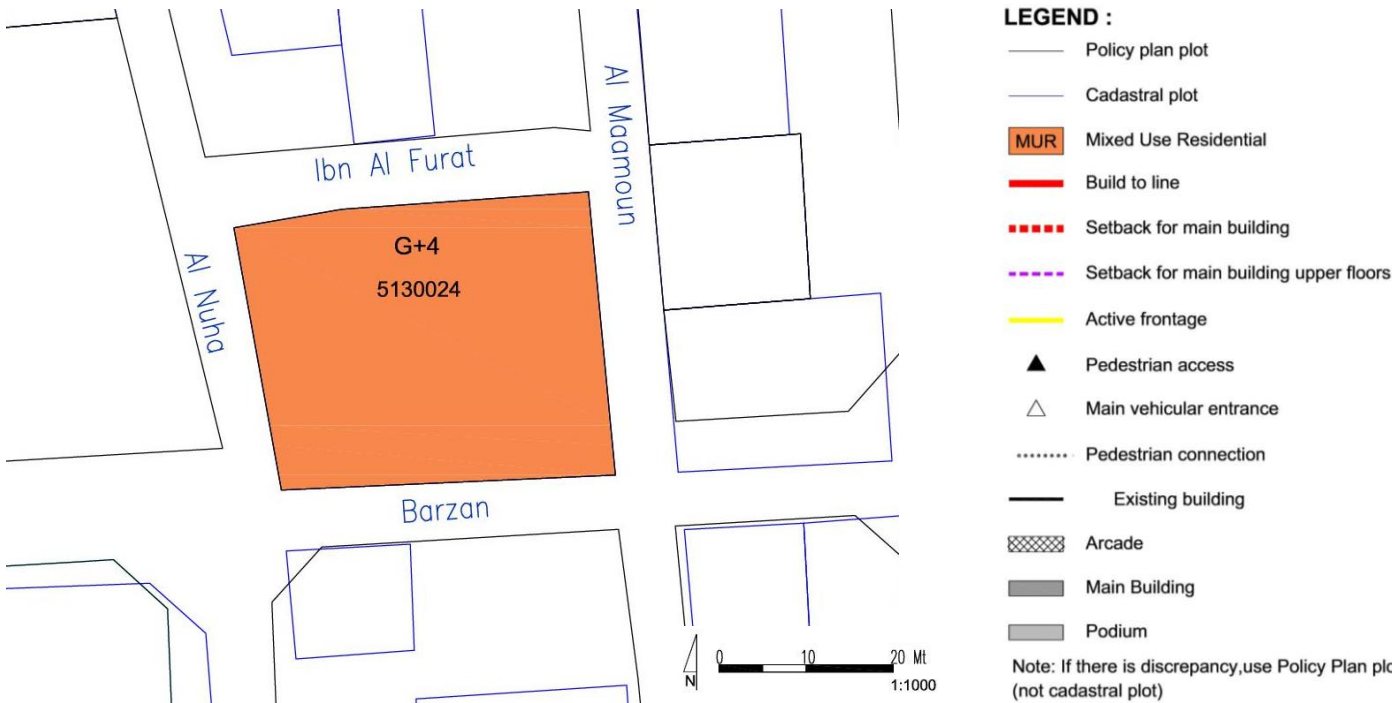 Ibn Al Furat
Al Maamoun
G+4
5130024
Al Nuha
Barzan
N
0 10 20 Mt
1:1000
LEGEND :
Policy plan plot
Cadastral plot
MUR Mixed Use Residential
Build to line
Setback for main building
Setback for main building upper floors
Active frontage
Pedestrian access
Main vehicular entrance
Pedestrian connection
Existing building
Arcade
Main Building
Podium
Note: If there is discrepancy,use Policy Plan plo
(not cadastral plot)